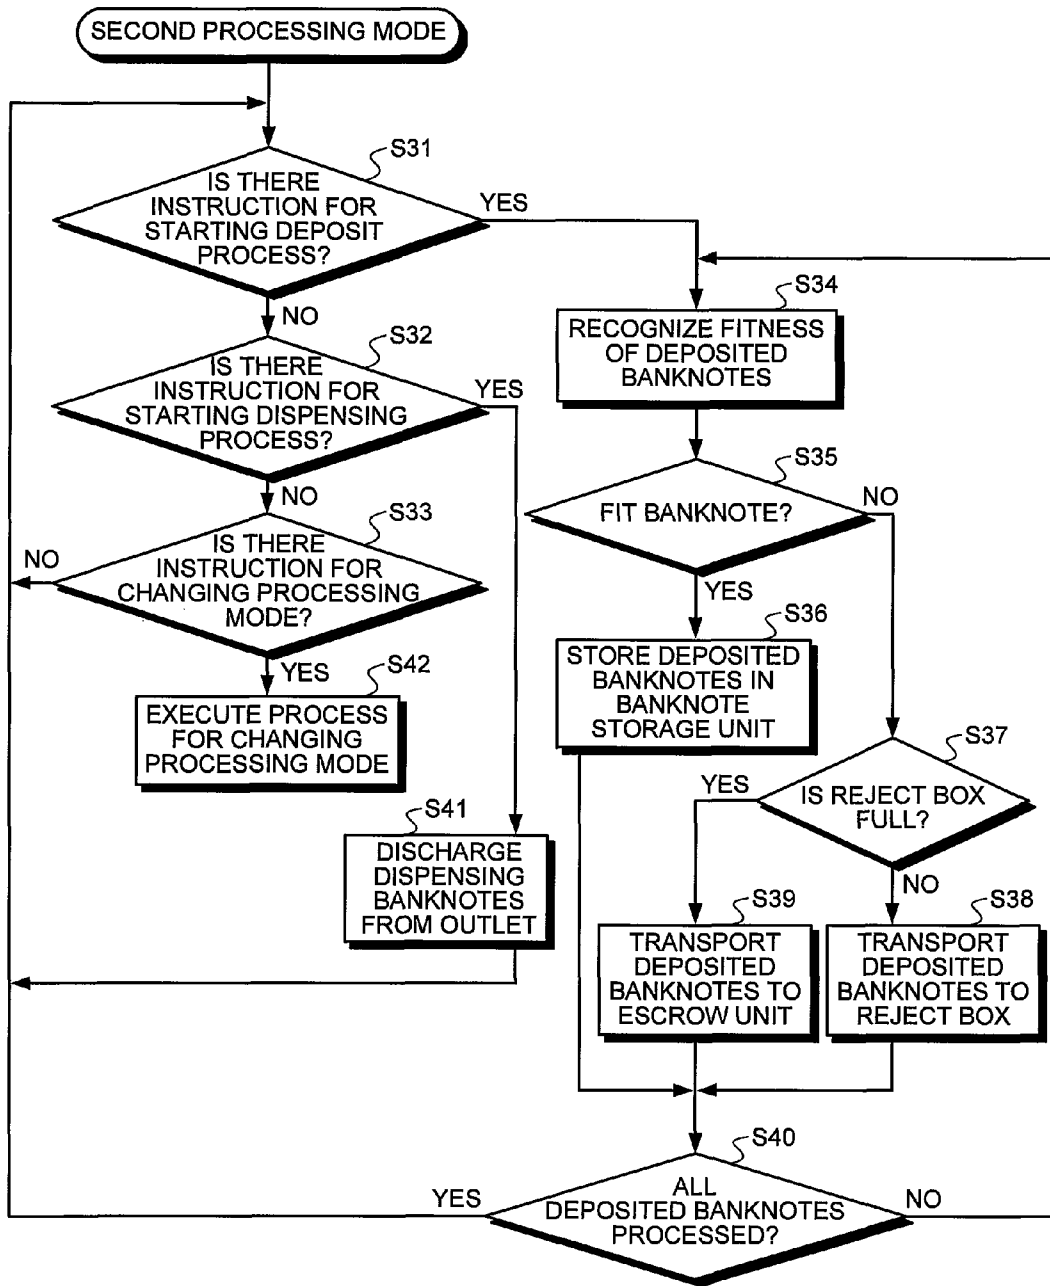 SECOND PROCESSING MODE
S31
IS THERE
INSTRUCTION FOR
STARTING DEPOSIT
PROCESS?
YES
NO
S32
IS THERE
INSTRUCTION FOR
STARTING DISPENSING
PROCESS?
YES
NO
S33
IS THERE
INSTRUCTION FOR
CHANGING PROCESSING
MODE?
NO
YES
S42
EXECUTE PROCESS
FOR CHANGING
PROCESSING MODE
S41
DISCHARGE
DISPENSING
BANKNOTES
FROM OUTLET
S34
RECOGNIZE FITNESS
OF DEPOSITED
BANKNOTES
S35
FIT BANKNOTE?
NO
YES
S36
STORE DEPOSITED
BANKNOTES IN
BANKNOTE
STORAGE UNIT
S37
IS REJECT BOX
FULL?
YES
NO
S39
TRANSPORT
DEPOSITED
BANKNOTES TO
ESCROW UNIT
S38
TRANSPORT
DEPOSITED
BANKNOTES TO
REJECT BOX
S40
ALL
DEPOSITED BANKNOTES
PROCESSED?
YES
NO